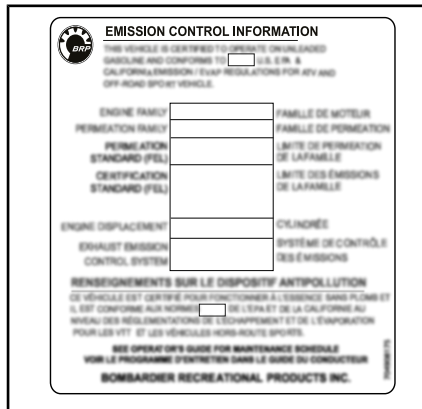 BRP
EMISSION CONTROL INFORMATION
THIS VEHICLE IS CERTIFIED TO OPERATE ON UNLEADED
GASOLINE AND CONFORMS TO U.S. EPA &
CALIFORNIA EMISSION / EVAP REGULATIONS FOR ATV AND
OFF-ROAD SPORT VEHICLE.
ENGINE FAMILY FAMILLE DE MOTEUR
PERMEATION FAMILY FAMILLE DE PERMEATION
PERMEATION LIMITE DE PERMEATION
STANDARD (FEL) DE LA FAMILLE
CERTIFICATION LIMITE DES ÉMISSIONS
STANDARD (FEL) DE LA FAMILLE
ENGINE DISPLACEMENT CYLINDRÉE
EXHAUST EMISSION SYSTÈME DE CONTRÔLE
CONTROL SYSTEM DES ÉMISSIONS
RENSEIGNEMENTS SUR LE DISPOSITIF ANTIPOLLUTION
CE VÉHICULE EST CERTIFIÉ POUR FONCTIONNER À L'ESSENCE SANS PLOMB ET
IL EST CONFORME AUX NORMES DE L'EPA ET DE LA CALIFORNIE AU
NIVEAU DES RÉGLEMENTATIONS DE L'ÉCHAPPEMENT ET DE L'ÉVAPORATION
POUR LES VTT ET LES VÉHICULES HORS-ROUTE SPORTS.
SEE OPERATOR'S GUIDE FOR MAINTENANCE SCHEDULE
VOIR LE PROGRAMME D'ENTRETIEN DANS LE GUIDE DU CONDUCTEUR
BOMBARDIER RECREATIONAL PRODUCTS INC.